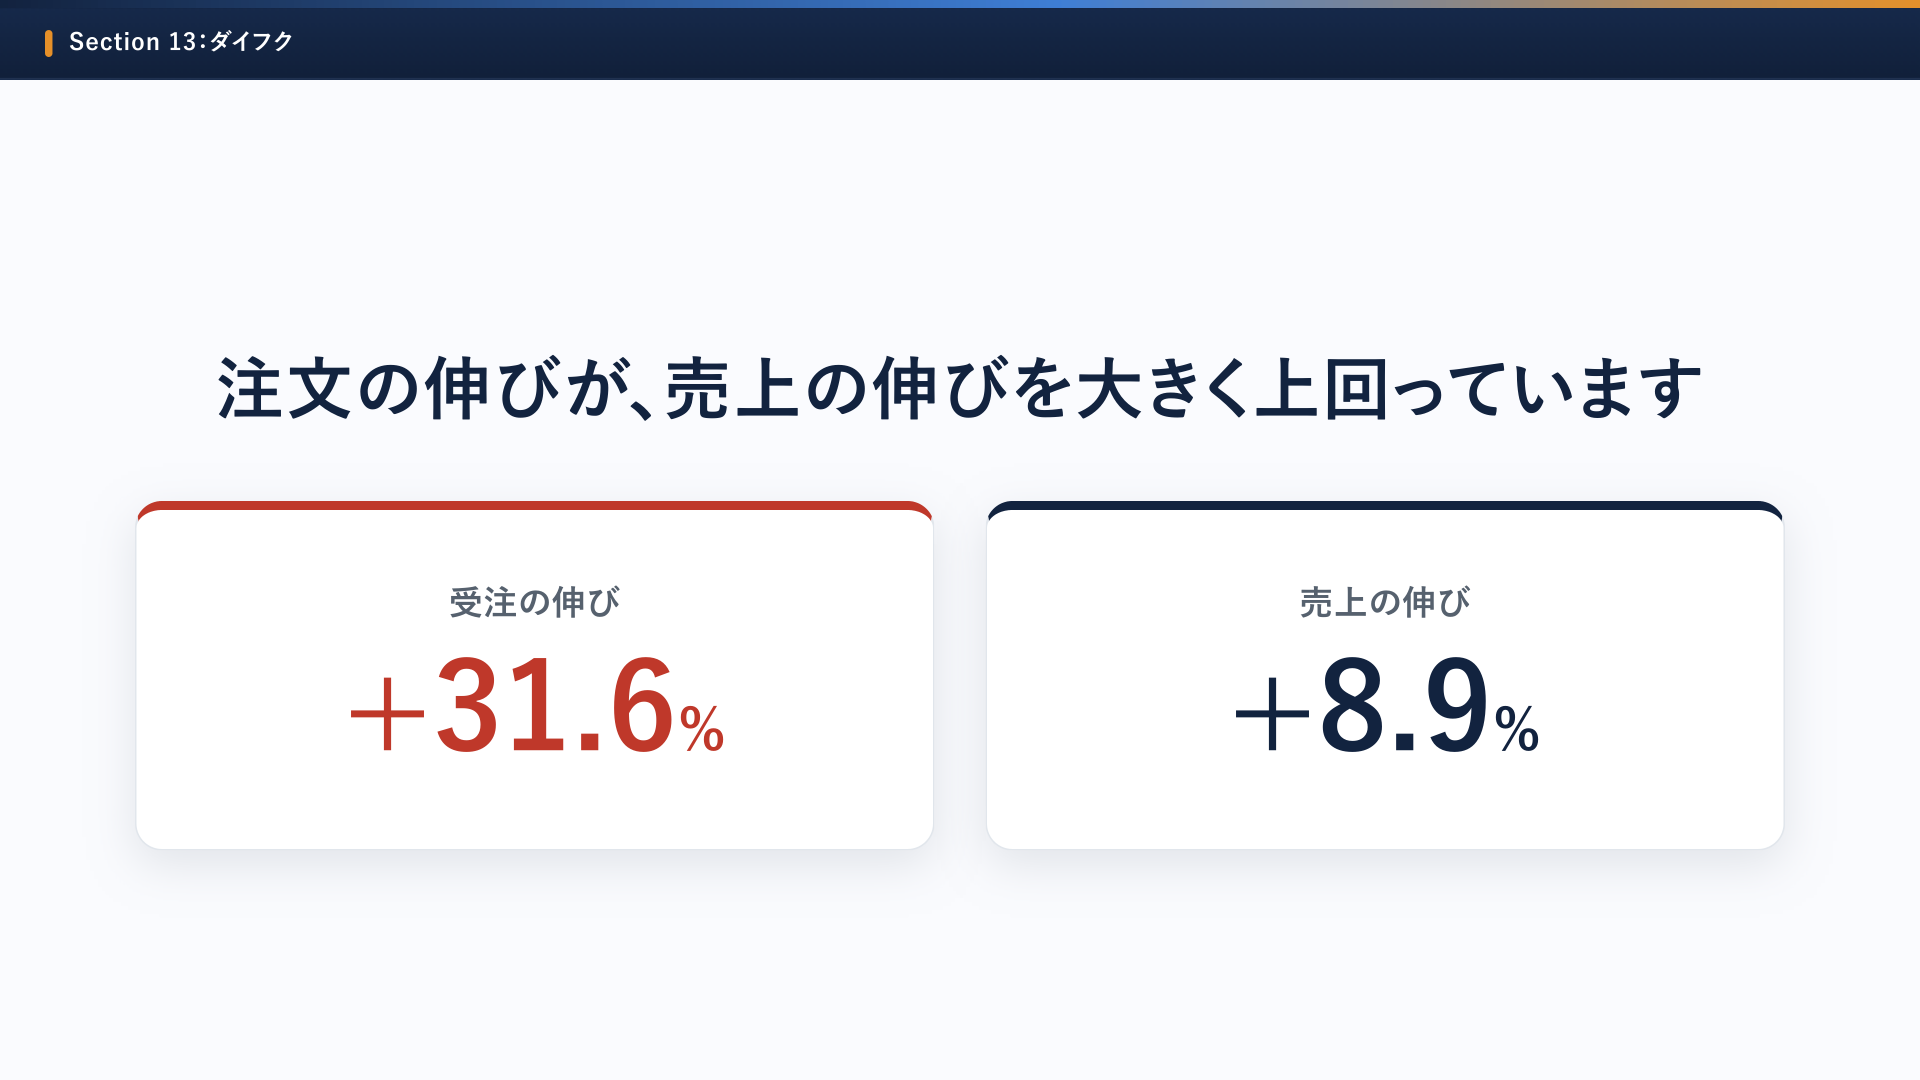 Section 13：ダイフク
注文の伸びが、売上の伸びを大きく上回っています
受注の伸び
＋31.6%
売上の伸び
＋8.9%